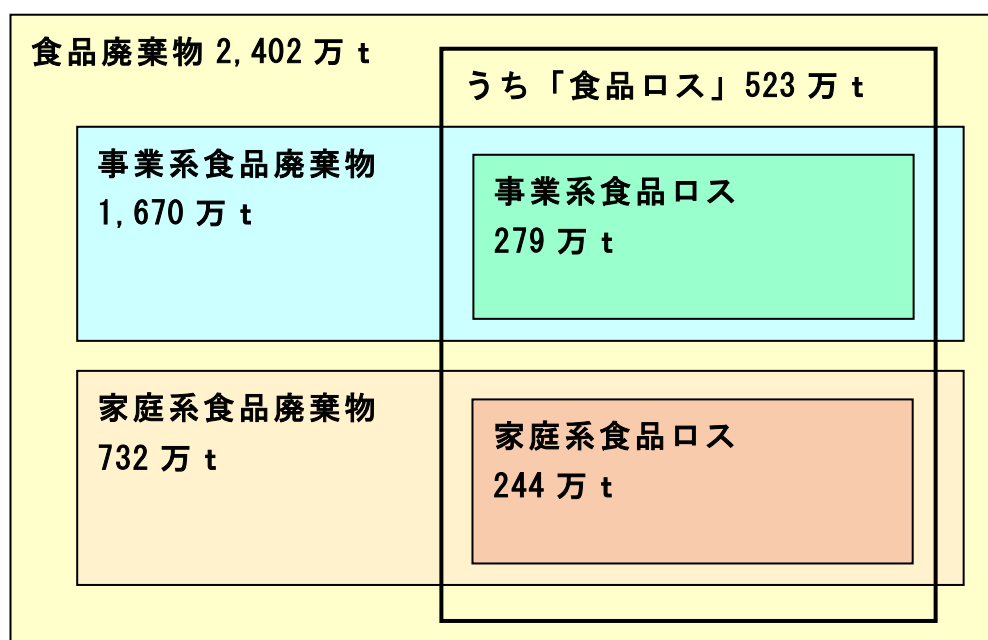 食品廃棄物 2,402 万 t
うち「食品ロス」523 万 t
事業系食品廃棄物
1,670 万 t
事業系食品ロス
279 万 t
家庭系食品廃棄物
732 万 t
家庭系食品ロス
244 万 t